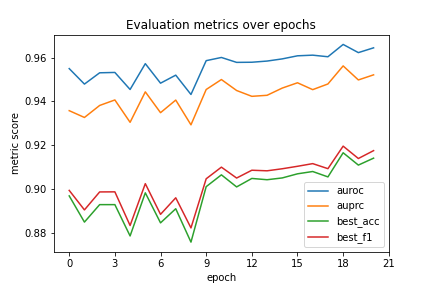 Evaluation metrics over epochs
metric score
0.96
0.94
0.92
0.90
0.88
auroc
auprc
best_acc
best_f1
0 3 6 9 12 15 18 21
epoch